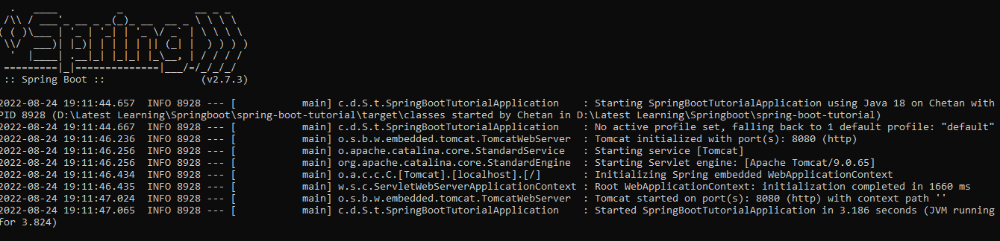 .   ____          _            __ _ _
 /\\ / ___'_ __ _ _(_)_ __  __ _ \ \ \ \
( ( )\___ | '_ | '_| | '_ \/ _` | \ \ \ \
 \\/  ___)| |_)| | | | | || (_| |  ) ) ) )
  '  |____| .__|_| |_|_| |_\__, | / / / /
 =========|_|==============|___/=/_/_/_/
 :: Spring Boot ::                (v2.7.3)
2022-08-24 19:11:44.657  INFO 8928 --- [           main] c.d.S.t.SpringBootTutorialApplication    : Starting SpringBootTutorialApplication using Java 18 on Chetan with
PID 8928 (D:\Latest Learning\Springboot\spring-boot-tutorial\target\classes started by Chetan in D:\Latest Learning\Springboot\spring-boot-tutorial)
2022-08-24 19:11:44.667  INFO 8928 --- [           main] c.d.S.t.SpringBootTutorialApplication    : No active profile set, falling back to 1 default profile: "default"
2022-08-24 19:11:46.236  INFO 8928 --- [           main] o.s.b.w.embedded.tomcat.TomcatWebServer  : Tomcat initialized with port(s): 8080 (http)
2022-08-24 19:11:46.256  INFO 8928 --- [           main] o.apache.catalina.core.StandardService   : Starting service [Tomcat]
2022-08-24 19:11:46.256  INFO 8928 --- [           main] org.apache.catalina.core.StandardEngine  : Starting Servlet engine: [Apache Tomcat/9.0.65]
2022-08-24 19:11:46.434  INFO 8928 --- [           main] o.a.c.c.C.[Tomcat].[localhost].[/]       : Initializing Spring embedded WebApplicationContext
2022-08-24 19:11:46.435  INFO 8928 --- [           main] w.s.c.ServletWebServerApplicationContext : Root WebApplicationContext: initialization completed in 1660 ms
2022-08-24 19:11:47.024  INFO 8928 --- [           main] o.s.b.w.embedded.tomcat.TomcatWebServer  : Tomcat started on port(s): 8080 (http) with context path ''
2022-08-24 19:11:47.065  INFO 8928 --- [           main] c.d.S.t.SpringBootTutorialApplication    : Started SpringBootTutorialApplication in 3.186 seconds (JVM running
for 3.824)